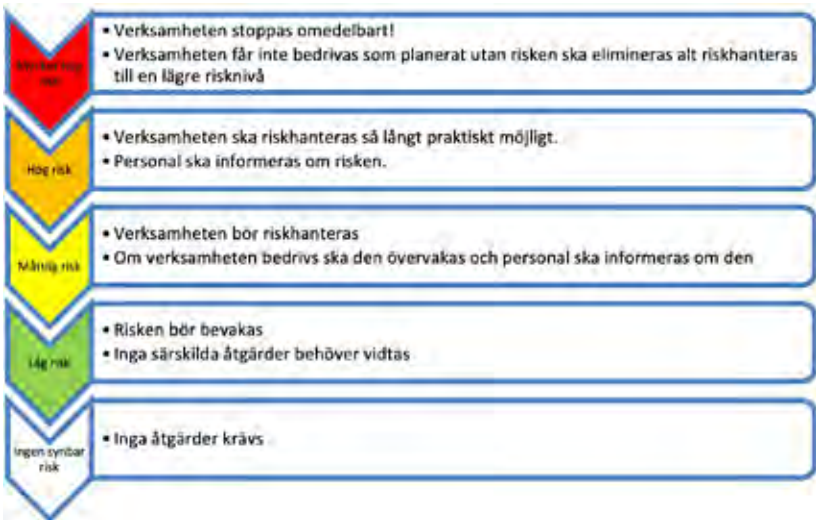 • Verksamheten stoppas omedelbart!
• Verksamheten får inte bedrivas som planerat utan risken ska elimineras alt riskhanteras
till en lägre risknivå
Hög risk
• Verksamheten ska riskhanteras så långt praktiskt möjligt.
• Personal ska informeras om risken.
Måttlig risk
• Verksamheten bör riskhanteras
• Om verksamheten bedrivs ska den övervakas och personal ska informeras om den
Låg risk
• Risken bör bevakas
• Inga särskilda åtgärder behöver vidtas
Ingen synbar
risk
• Inga åtgärder krävs